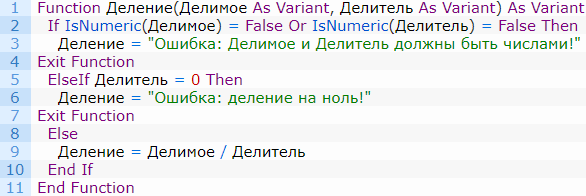 1 Function Деление(Делимое As Variant, Делитель As Variant) As Variant
2 If IsNumeric(Делимое) = False Or IsNumeric(Делитель) = False Then
3 Деление = "Ошибка: Делимое и Делитель должны быть числами!"
4 Exit Function
5 ElseIf Делитель = 0 Then
6 Деление = "Ошибка: деление на ноль!"
7 Exit Function
8 Else
9 Деление = Делимое / Делитель
10 End If
11 End Function